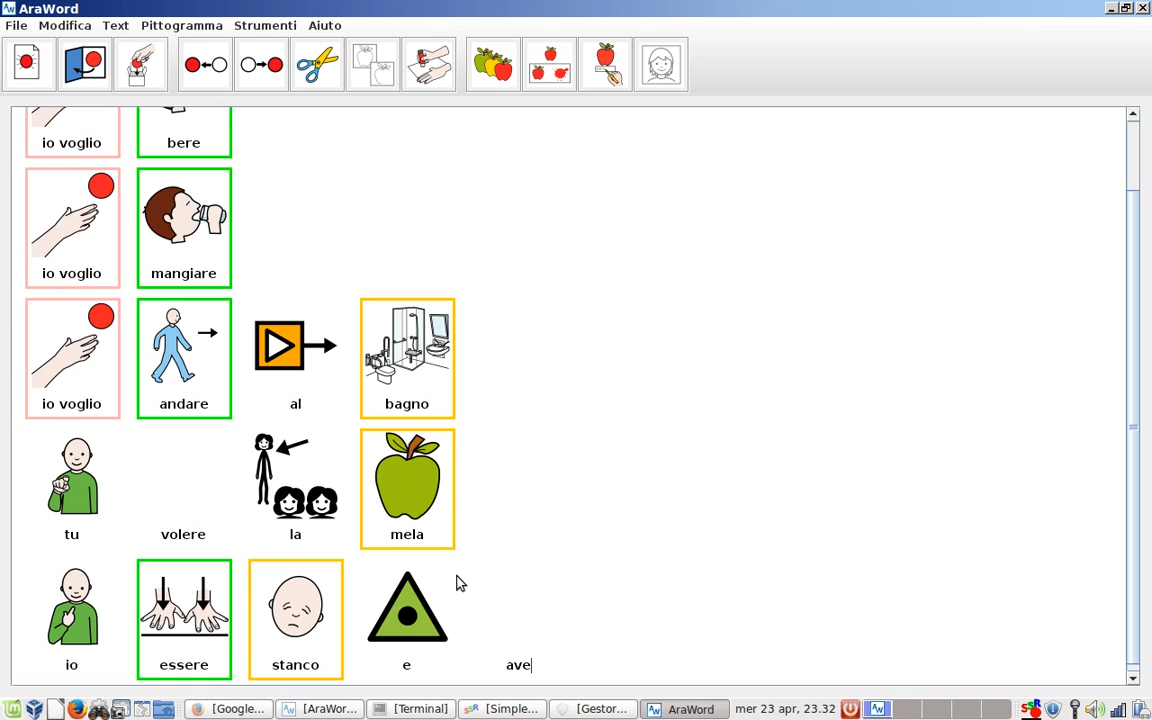 AraWord
File Modifica Text Pittogramma Strumenti Aiuto
io voglio bere
io voglio mangiare
io voglio andare al bagno
tu volere la mela
io essere stanco e ave
[Google... [AraWor... [Terminal] [Simple... [Gestor... AraWord mer 23 apr, 23.32